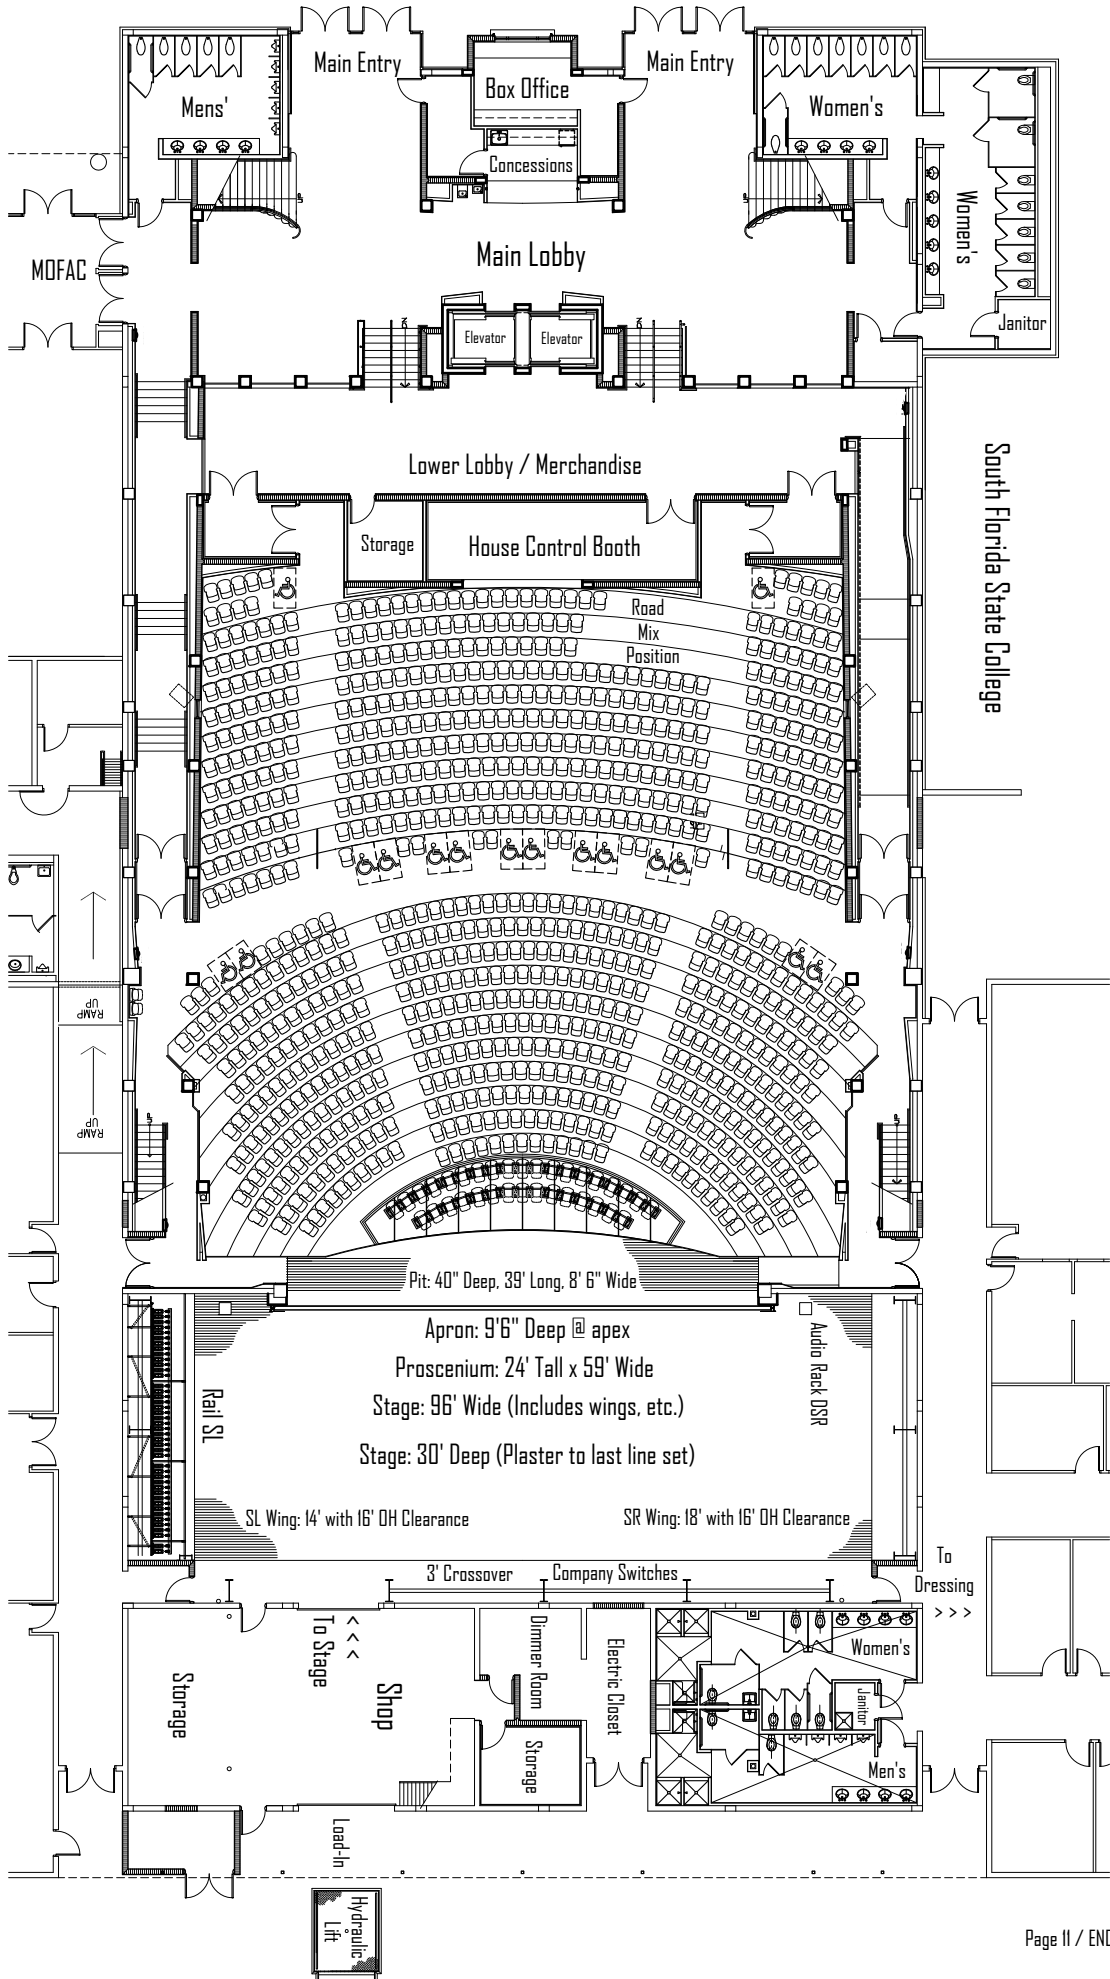 Main Entry
Main Entry
Mens'
Box Office
Women's
Concessions
Women's
Main Lobby
MOFAC
Elevator
Elevator
DN
DN
Janitor
Lower Lobby / Merchandise
South Florida State College
Storage
House Control Booth
Road
Mix
Position
RAMP
UP
RAMP
UP
UP
UP
Pit: 40" Deep, 39' Long, 8' 6" Wide
Apron: 9'6" Deep @ apex
Proscenium: 24' Tall x 59' Wide
Stage: 96' Wide (Includes wings, etc.)
Stage: 30' Deep (Plaster to last line set)
Rail SL
Audio Rack DSR
SL Wing: 14' with 16' OH Clearance
SR Wing: 18' with 16' OH Clearance
3' Crossover
Company Switches
To
Dressing
> > >
<<<
To Stage
Shop
Storage
Dimmer Room
Storage
Electric Closet
Women's
Janitor
Men's
Load-In
Hydraulic
Lift
Page 11 / END